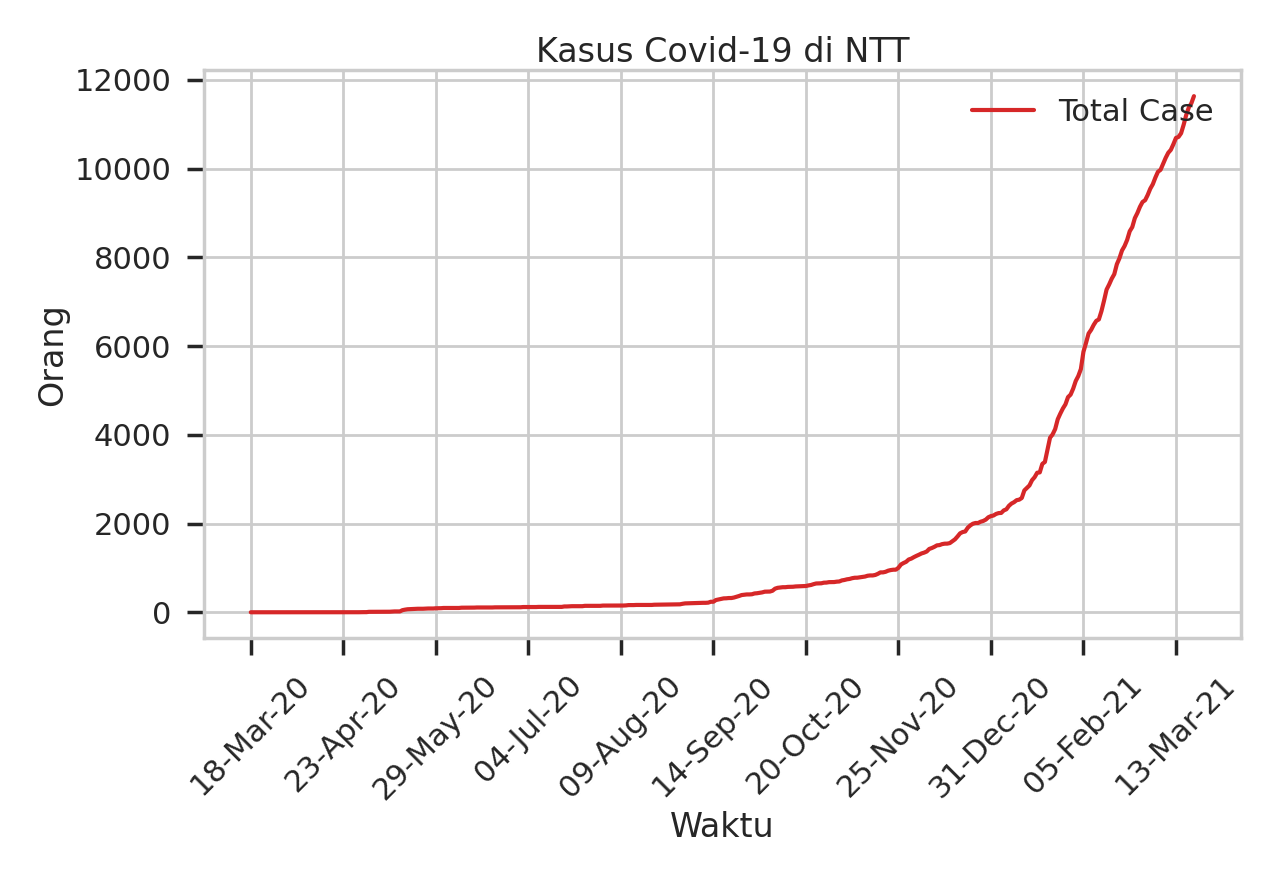 Kasus Covid-19 di NTT
Total Case
12000
10000
8000
6000
4000
2000
0
Orang
18-Mar-20
23-Apr-20
29-May-20
04-Jul-20
09-Aug-20
14-Sep-20
20-Oct-20
25-Nov-20
31-Dec-20
05-Feb-21
13-Mar-21
Waktu